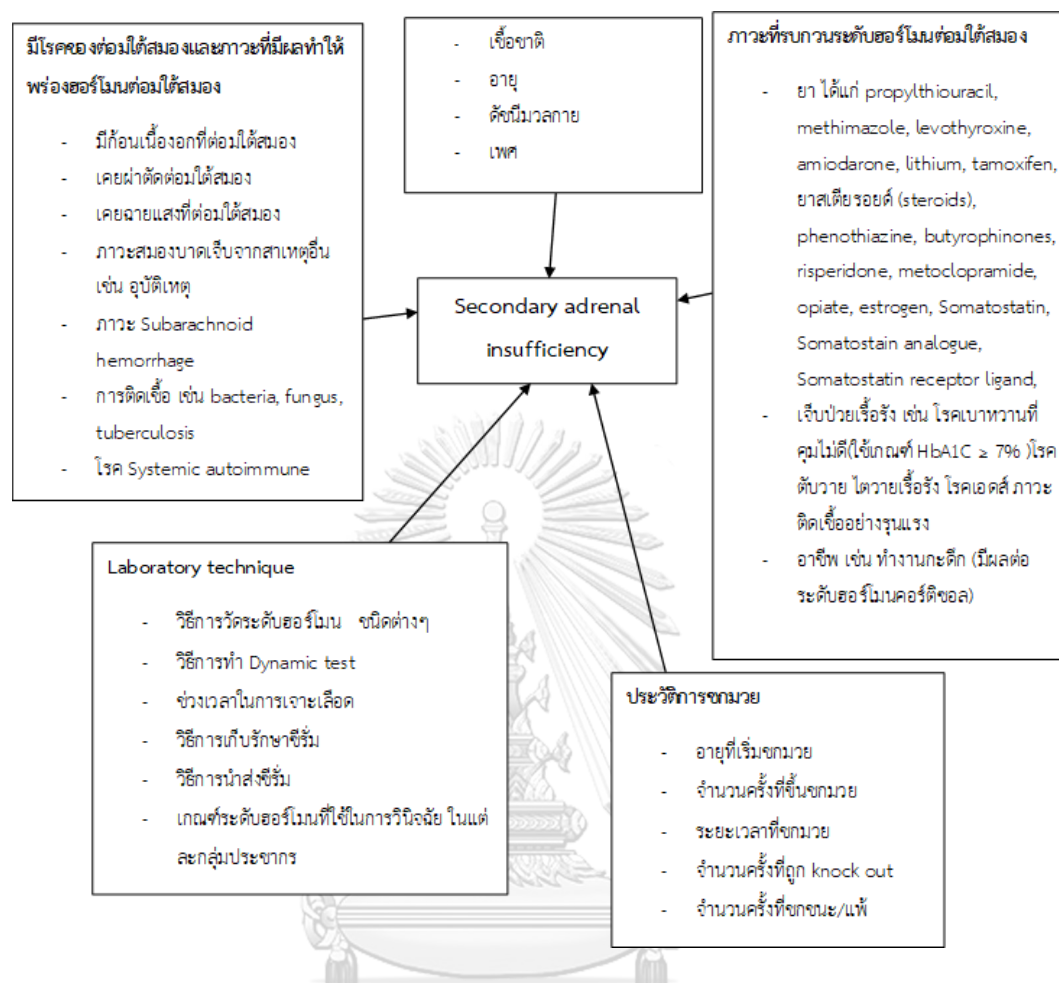 มีโรคของต่อมใต้สมองและภาวะที่มีผลทำให้
พร่องฮอร์โมนต่อมใต้สมอง
- มีก้อนเนื้องอกที่ต่อมใต้สมอง
- เคยผ่าตัดต่อมใต้สมอง
- เคยฉายแสงที่ต่อมใต้สมอง
- ภาวะสมองบาดเจ็บจากสาเหตุอื่น
เช่น อุบัติเหตุ
- ภาวะ Subarachnoid
hemorrhage
- การติดเชื้อ เช่น bacteria, fungus,
tuberculosis
- โรค Systemic autoimmune
- เชื้อชาติ
- อายุ
- ดัชนีมวลกาย
- เพศ
ภาวะที่รบกวนระดับฮอร์โมนต่อมใต้สมอง
- ยา ได้แก่ propylthiouracil,
methimazole, levothyroxine,
amiodarone, lithium, tamoxifen,
ยาสเตียรอยด์ (steroids),
phenothiazine, butyrophinones,
risperidone, metoclopramide,
opiate, estrogen, Somatostatin,
Somatostain analogue,
Somatostatin receptor ligand,
- เจ็บป่วยเรื้อรัง เช่น โรคเบาหวานที่
คุมไม่ดี(ใช้เกณฑ์ HbA1C ≥ 7% )โรค
ตับวาย ไตวายเรื้อรัง โรคเอดส์ ภาวะ
ติดเชื้ออย่างรุนแรง
- อาชีพ เช่น ทำงานกะดึก (มีผลต่อ
ระดับฮอร์โมนคอร์ติซอล)
Secondary adrenal
insufficiency
Laboratory technique
- วิธีการวัดระดับฮอร์โมน ชนิดต่างๆ
- วิธีการทำ Dynamic test
- ช่วงเวลาในการเจาะเลือด
- วิธีการเก็บรักษาซีรั่ม
- วิธีการนำส่งซีรั่ม
- เกณฑ์ระดับฮอร์โมนที่ใช้ในการวินิจฉัย ในแต่
ละกลุ่มประชากร
ประวัติการชกมวย
- อายุที่เริ่มชกมวย
- จำนวนครั้งที่ขึ้นชกมวย
- ระยะเวลาที่ชกมวย
- จำนวนครั้งที่ถูก knock out
- จำนวนครั้งที่ชกชนะ/แพ้